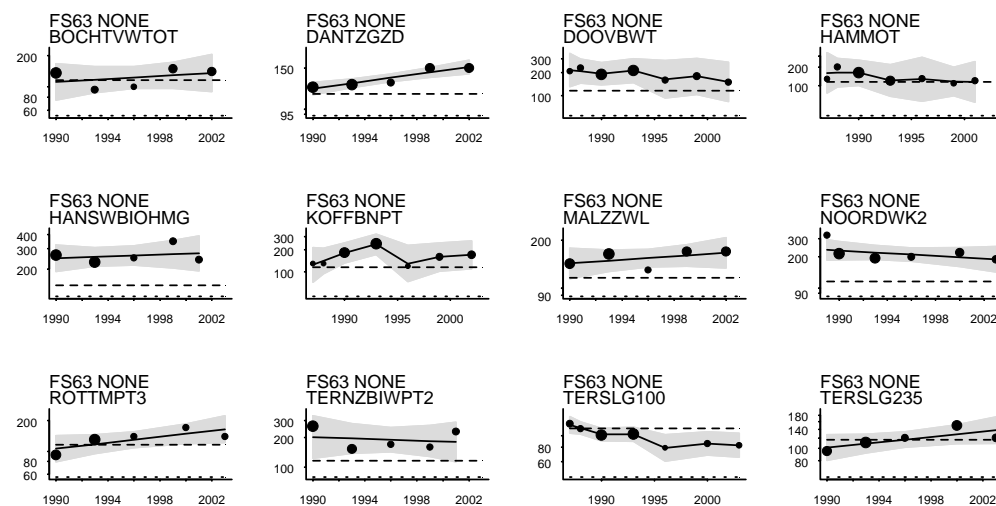 FS63 NONE
BOCHTVWTOT
200
80
60
1990 1994 1998 2002
FS63 NONE
DANTZGZD
150
95
1990 1994 1998 2002
FS63 NONE
DOOVBWT
300
200
100
1990 1995 2000
FS63 NONE
HAMMOT
200
100
1990 1995 2000
FS63 NONE
HANSWBIOHMG
400
300
200
1990 1994 1998 2002
FS63 NONE
KOFFBNPT
300
200
100
1990 1995 2000
FS63 NONE
MALZZWL
200
90
1990 1994 1998 2002
FS63 NONE
NOORDWK2
300
200
90
1990 1994 1998 2002
FS63 NONE
ROTTMPT3
200
80
60
1990 1994 1998 2002
FS63 NONE
TERNZBIWPT2
300
200
100
1990 1994 1998 2002
FS63 NONE
TERSLG100
80
60
1990 1995 2000
FS63 NONE
TERSLG235
180
140
100
80
1990 1994 1998 2002